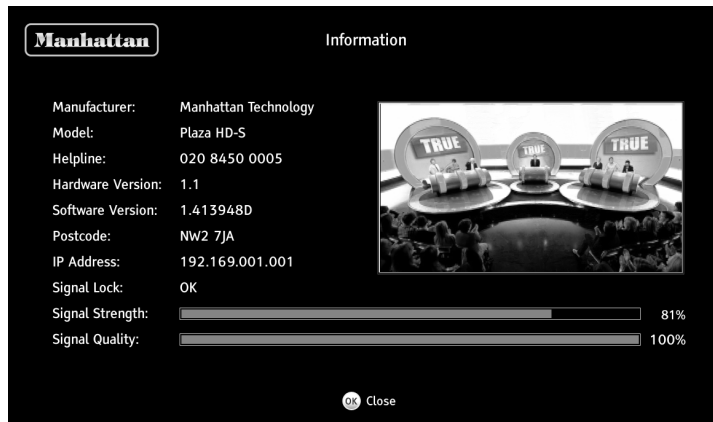 Manhattan
Information
Manufacturer: Manhattan Technology
Model: Plaza HD-S
Helpline: 020 8450 0005
Hardware Version: 1.1
Software Version: 1.413948D
Postcode: NW2 7JA
IP Address: 192.169.001.001
Signal Lock: OK
Signal Strength: 81%
Signal Quality: 100%
TRUE TRUE TRUE
OK Close